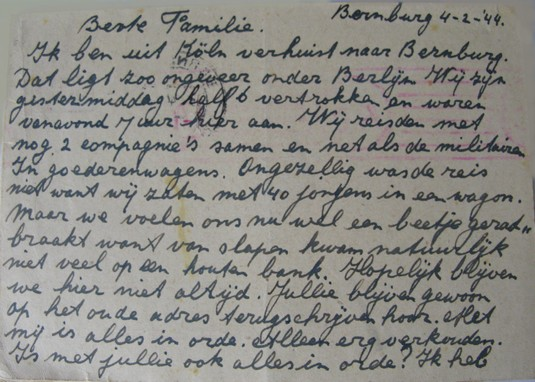 Bernburg 4-2-'44.
Beste Familie.
Ik ben uit Köln verhuist naar Bernburg.
Dat ligt zoo ongeveer onder Berlijn. Wij zijn
gistermiddag half 6 vertrokken en waren
vanavond 7 uur hier aan. Wij reisden met
nog 2 compagnie's samen en net als de militairen
In goederenwagens. Ongezellig was de reis
niet want wij zaten met 40 jongens in een wagon.
Maar we voelen ons nu wel een beetje gerad"
braakt want van slapen kwam natuurlijk
niet veel op een houten bank. Hopelijk blijven
we hier niet altijd. Jullie blijven gewoon
op het oude adres terugschrijven hoor. Met
mij is alles in orde. Alleen erg verkouden.
Is met jullie ook alles in orde? Ik heb